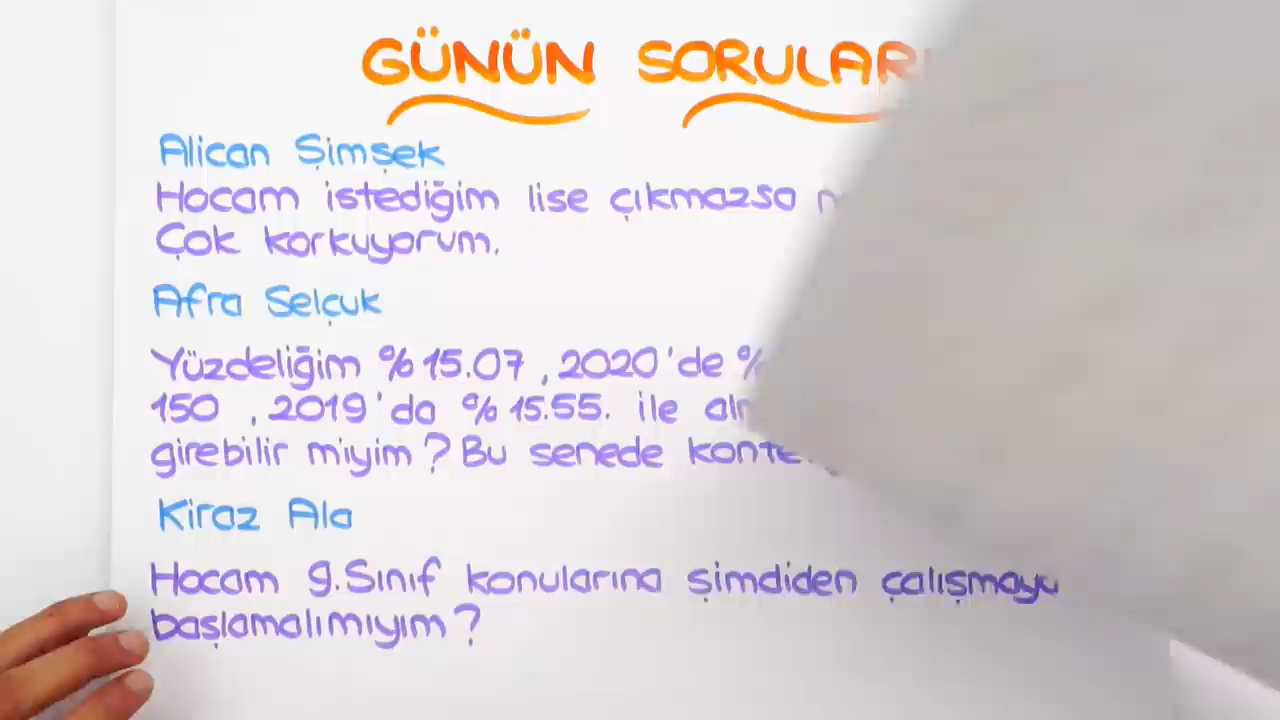 GÜNÜN SORULARI
Alican Şimşek
Hocam istediğim lise çıkmazsa
Çok korkuyorum.
Afra Selçuk
Yüzdeliğim %15.07, 2020'de %
150, 2019'da %15.55. ile
girebilir miyim? Bu senede
Kiraz Ala
Hocam 9.Sınıf konularına şimdiden çalışmaya
başlamalımıyım?